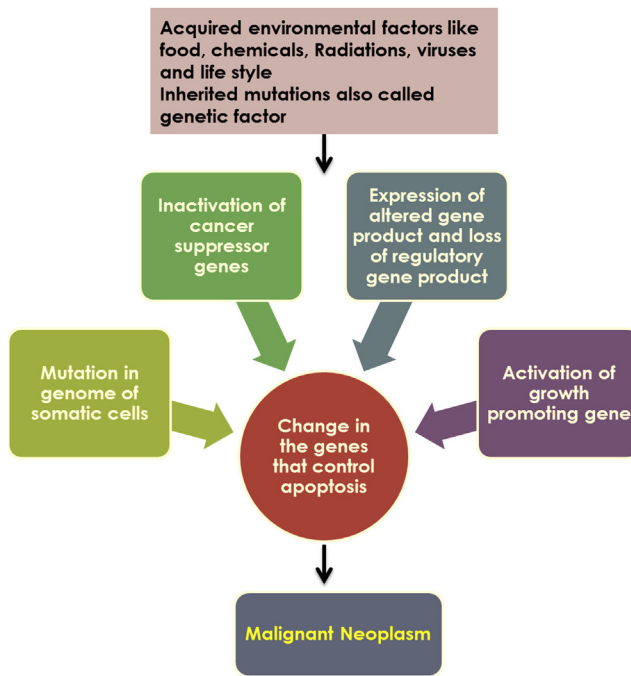 Acquired environmental factors like
food, chemicals, Radiations, viruses
and life style
Inherited mutations also called
genetic factor
Inactivation of
cancer
suppressor
genes
Expression of
altered gene
product and loss
of regulatory
gene product
Mutation in
genome of
somatic cells
Activation of
growth
promoting gene
Change in
the genes
that control
apoptosis
Malignant Neoplasm